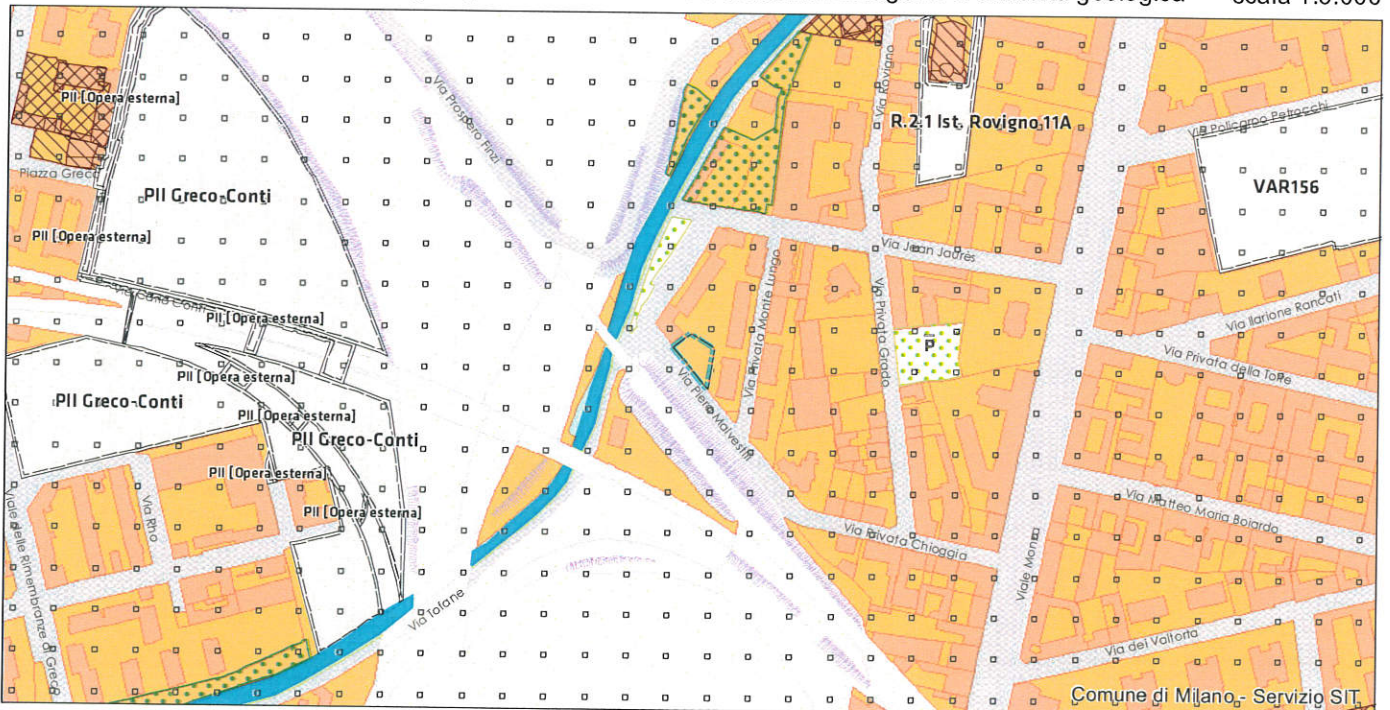 geologica
scala 1:5.000
PII [Opera esterna]
Via Prospero Finzi
Via Rovigno
R.2.1 Ist. Rovigno 11A
Via Policarpo Petrocchi
Piazza Greco
PII Greco-Conti
VAR156
PII [Opera esterna]
Via Jean Jaurès
Via Privata Monte Lungo
Conti
PII [Opera esterna]
Via Privata Grado
Via Ilarione Rancati
P
Via Privata della Torre
PII [Opera esterna]
PII Greco-Conti
Via Piero Malvestiti
PII [Opera esterna]
PII Greco-Conti
PII [Opera esterna]
Viale delle Rimembranze di Greco
Via Rho
PII [Opera esterna]
Via Matteo Maria Boiardo
Via Privata Chioggia
Viale Monza
Via Tofane
Via dei Valtorta
Comune di Milano - Servizio SIT